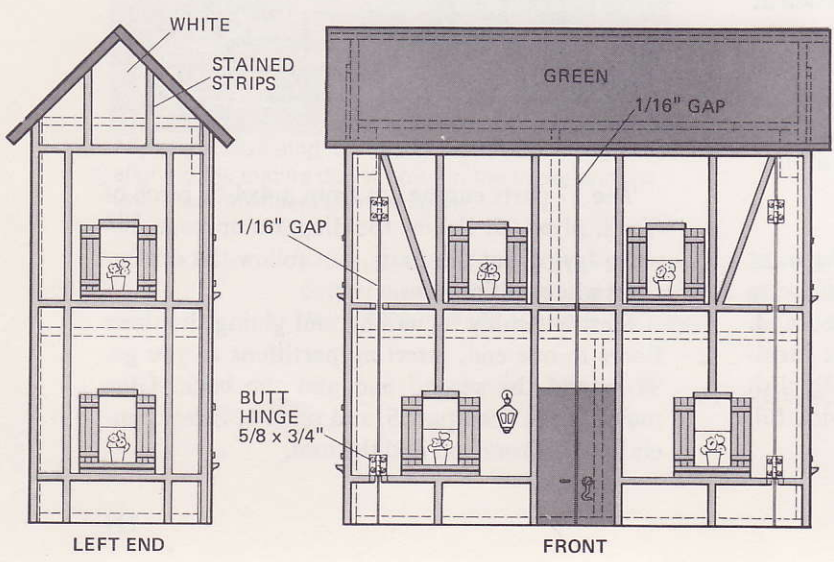 WHITE
STAINED
STRIPS
GREEN
1/16" GAP
1/16" GAP
BUTT
HINGE
5/8 x 3/4"
LEFT END
FRONT